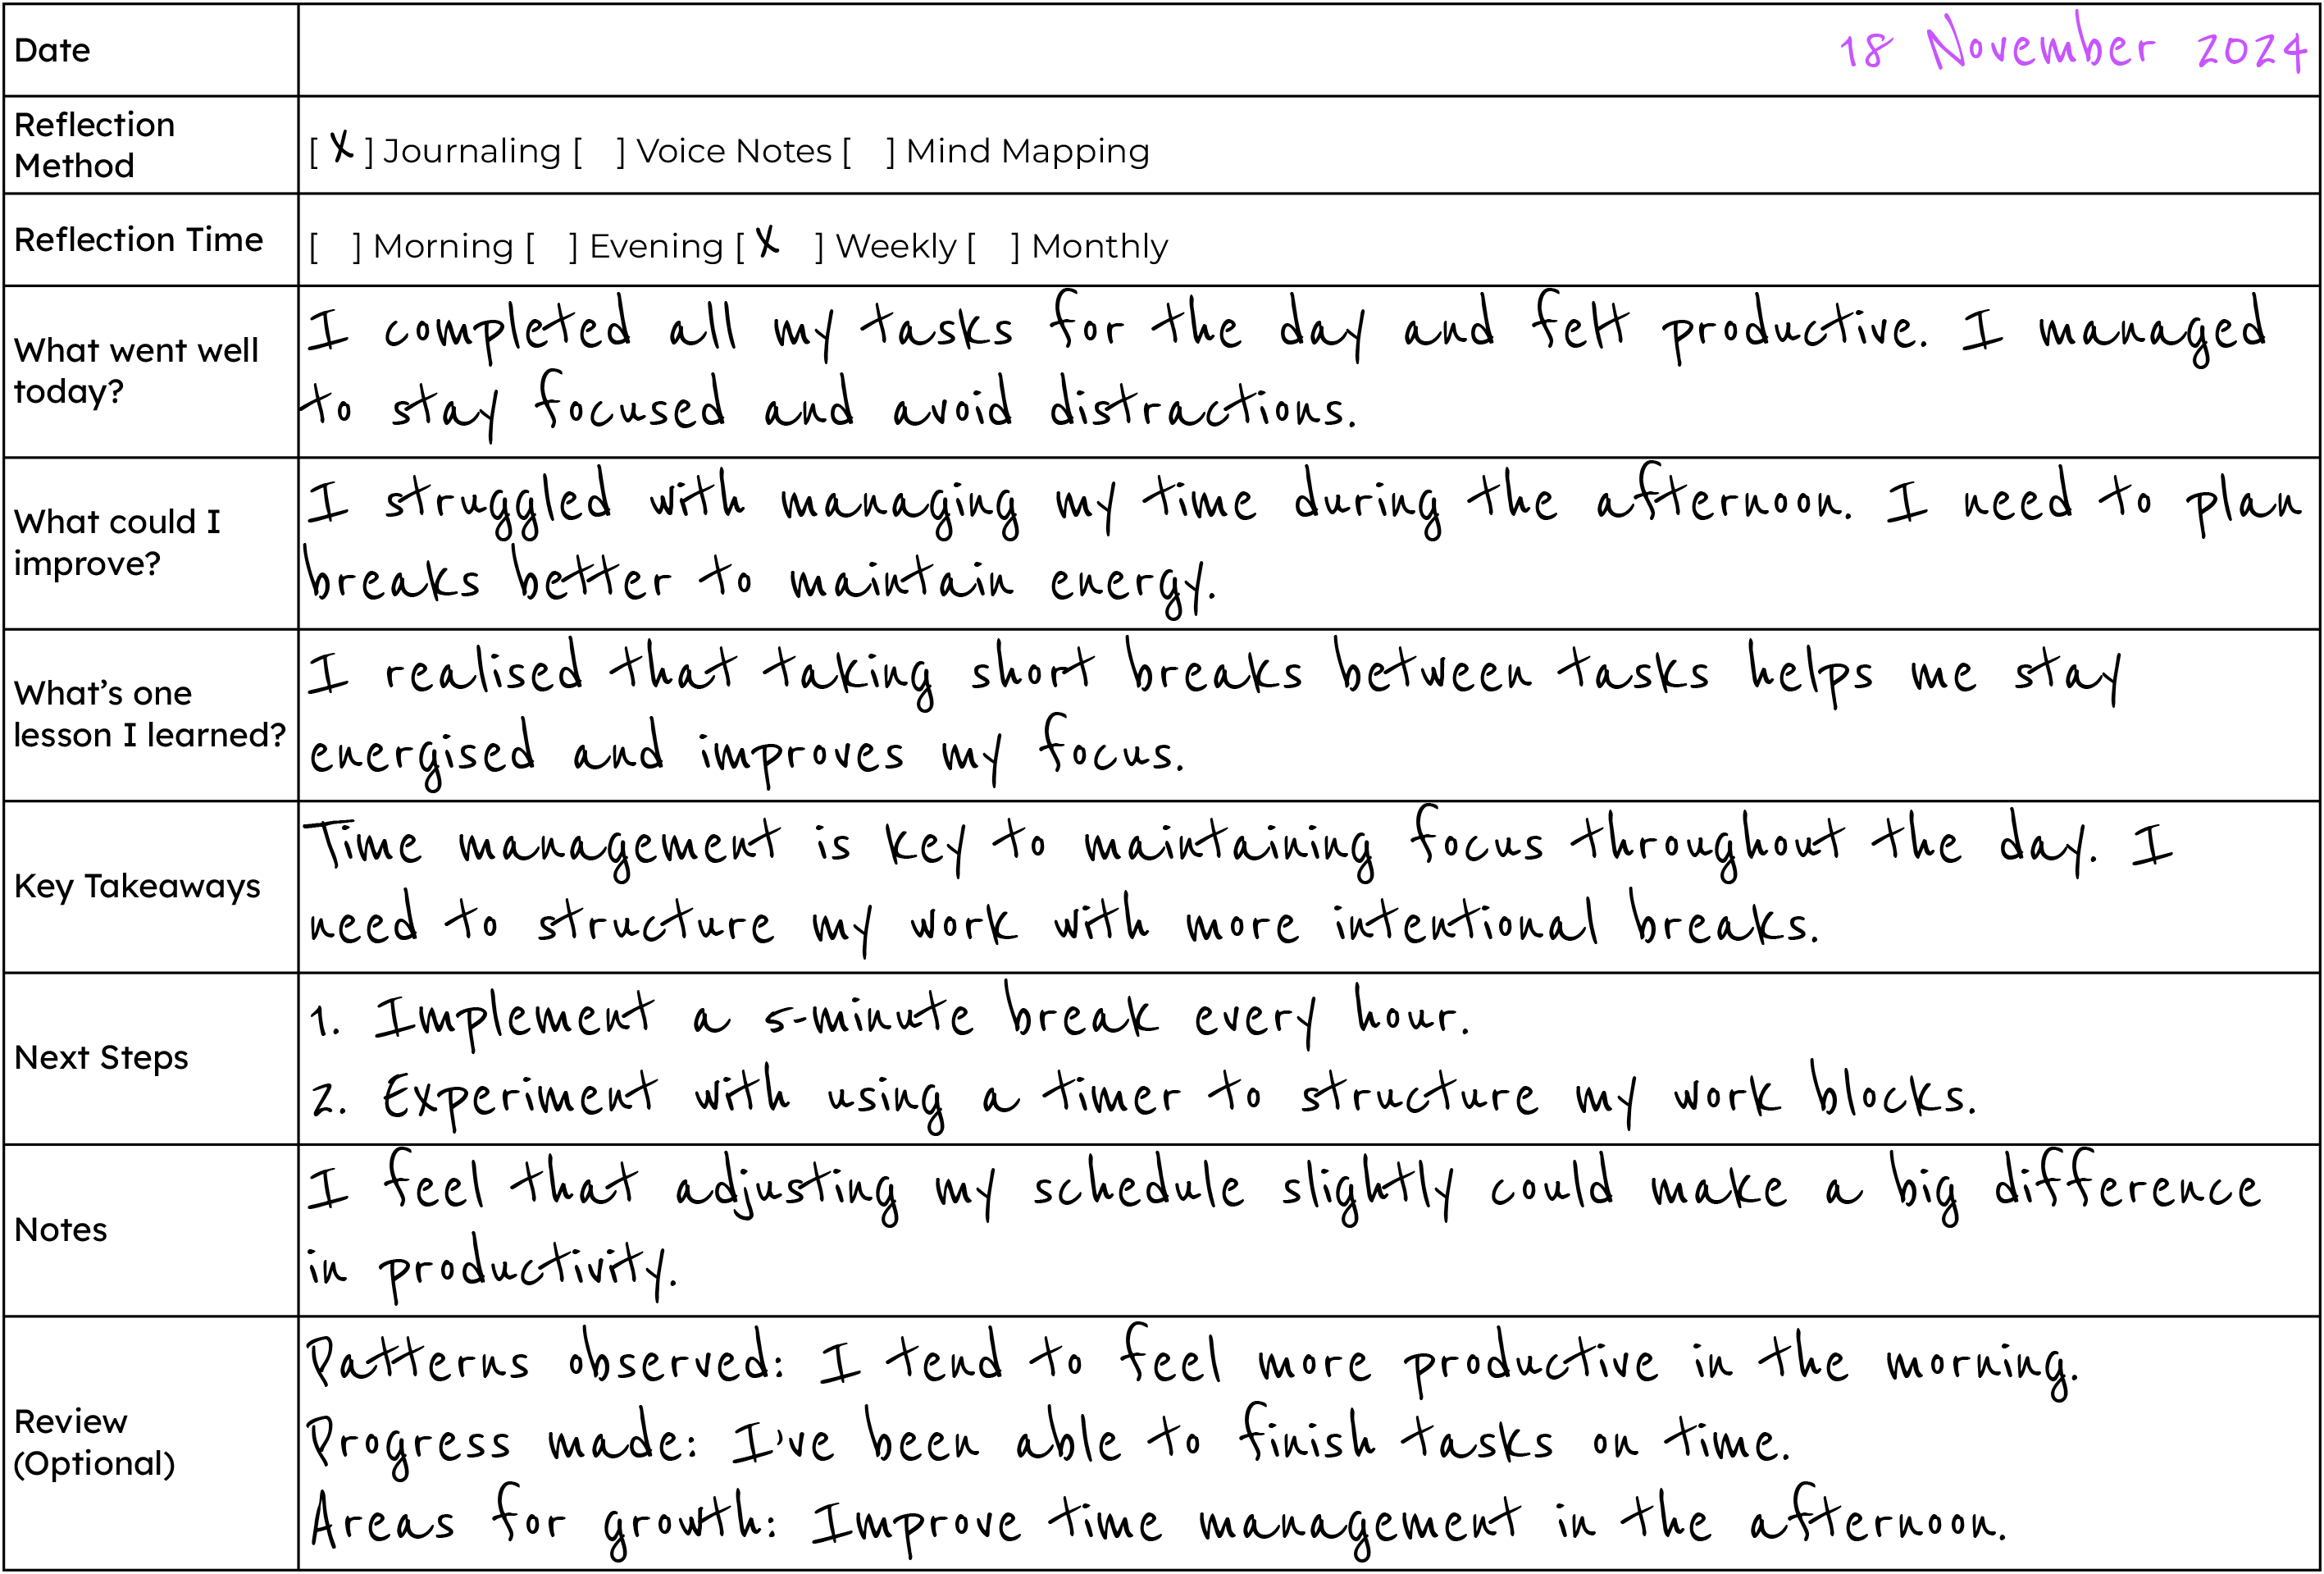 Date
18 November 2024
Reflection
Method
[ X ] Journaling [ ] Voice Notes [ ] Mind Mapping
Reflection Time
[ ] Morning [ ] Evening [ X ] Weekly [ ] Monthly
What went well
today?
I completed all my tasks for the day and felt productive. I managed
to stay focused and avoid distractions.
What could I
improve?
I struggled with managing my time during the afternoon. I need to plan
breaks better to maintain energy.
What's one
lesson I learned?
I realised that taking short breaks between tasks helps me stay
energised and improves my focus.
Key Takeaways
Time management is key to maintaining focus throughout the day. I
need to structure my work with more intentional breaks.
Next Steps
1. Implement a 5-minute break every hour.
2. Experiment with using a timer to structure my work blocks.
Notes
I feel that adjusting my schedule slightly could make a big difference
in productivity.
Review
(Optional)
Patterns observed: I tend to feel more productive in the morning.
Progress made: I've been able to finish tasks on time.
Areas for growth: Improve time management in the afternoon.